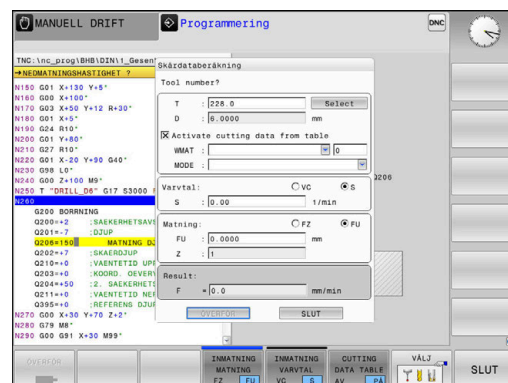 MANUELL DRIFT
Programmering
DNC
TNC:\nc_prog\BHB\DIN\1_Gesen
→NEDMATNINGSHASTIGHET ?
N150 G01 X+130 Y+5*
N160 G00 X+100*
N170 G03 X+50 Y+12 R+30*
N180 G01 X+5*
N190 G24 R10*
N200 G01 Y+80*
N210 G27 R10*
N220 G01 X-20 Y+90 G40*
N230 G98 L0*
N240 G00 Z+100 M9*
N250 T "DRILL_D6" G17 S3000
N260
G200 BORRNING
Q200=+2 ;SAEKERHETSAVS
Q201=-7 ;DJUP
Q206=150 MATNING DJ
Q202=+7 ;SKAERDJUP
Q210=+0 ;VAENTETID UPP
Q203=+0 ;KOORD. OEVERY
Q204=+50 ;2. SAEKERHETS
Q211=+0 ;VAENTETID NER
Q395=+0 ;REFERENS DJUP
N270 G00 X+30 Y+70 Z+2*
N280 G79 M8*
N290 G00 G91 X+30 M99*
Skärdataberäkning
Tool number?
T : 228.0 Select
D : 6.0000 mm
Activate cutting data from table
WMAT : 0
MODE :
Varvtal: VC S
S : 0.00 1/min
Matning: FZ FU
FU : 0.0000 mm
Z : 1
Result:
F = 0.0 mm/min
ÖVERFÖR SLUT
ÖVERFÖR
INMATNING MATNING FZ FU
INMATNING VARVTAL VC S
CUTTING DATA TABLE AV PÅ
VÄLJ
SLUT